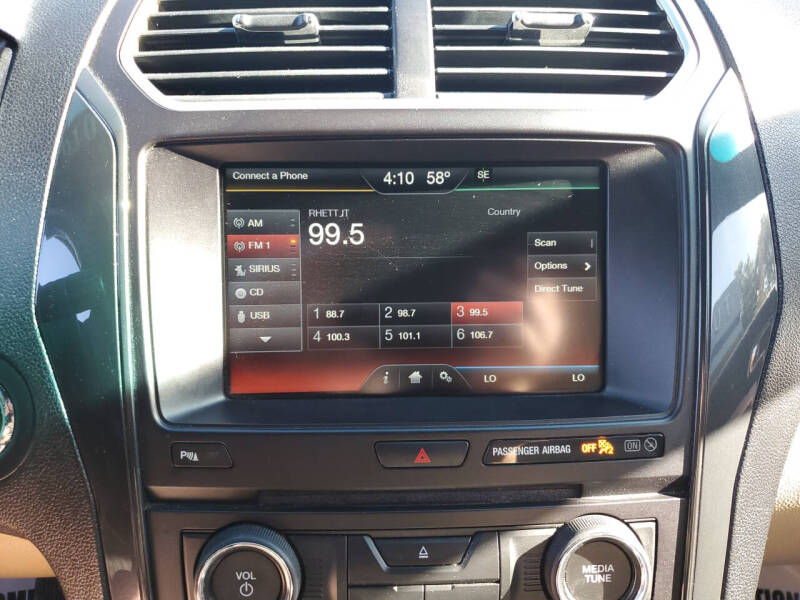 Connect a Phone
4:10 58°
SE
AM
RHETT,JT
Country
99.5
FM 1
Scan
SIRIUS
Options
CD
Direct Tune
USB
1 88.7
2 98.7
3 99.5
4 100.3
5 101.1
6 106.7
i
LO
LO
P
PASSENGER AIRBAG
OFF
2
ON
VOL
MEDIA
TUNE